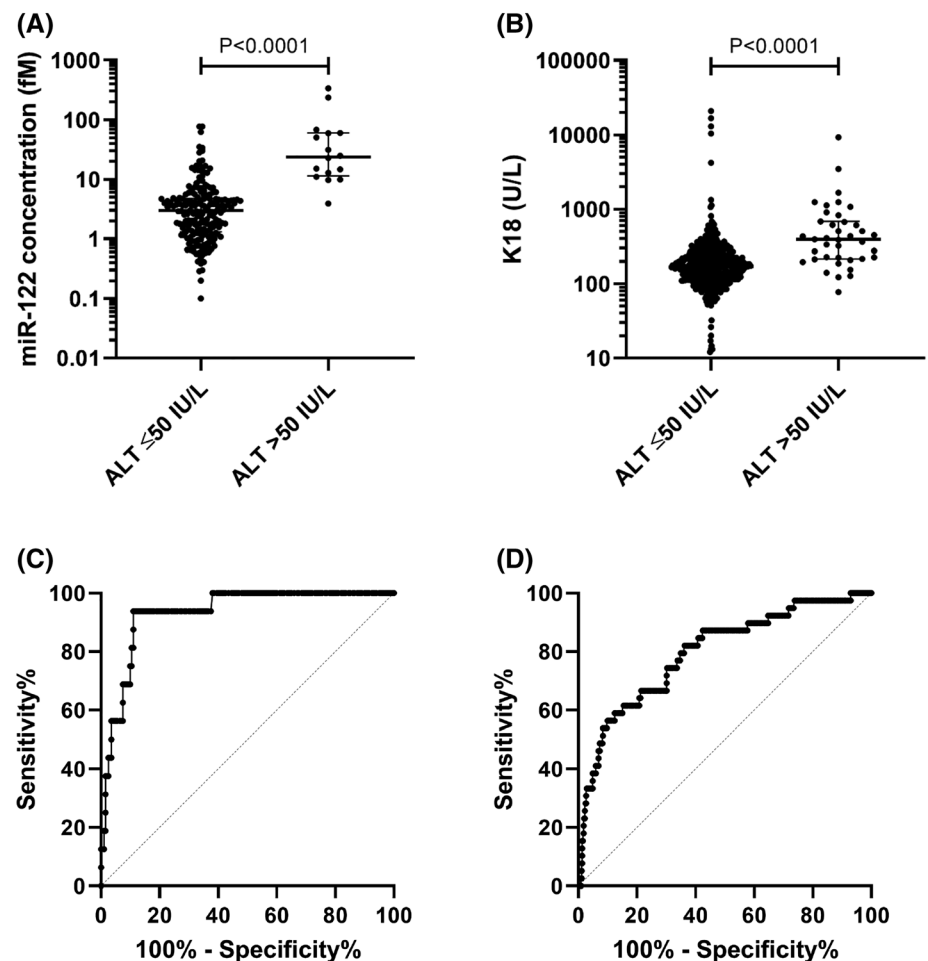 (A)
P<0.0001
miR-122 concentration (fM)
1000
100
10
1
0.1
0.01
ALT ≤50 IU/L
ALT >50 IU/L
(B)
P<0.0001
K18 (U/L)
100000
10000
1000
100
10
ALT ≤50 IU/L
ALT >50 IU/L
(C)
Sensitivity%
100
80
60
40
20
0
0 20 40 60 80 100
100% - Specificity%
(D)
Sensitivity%
100
80
60
40
20
0
0 20 40 60 80 100
100% - Specificity%